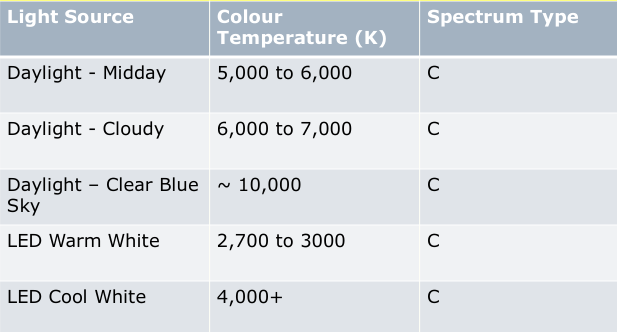 Light Source
Colour
Temperature (K)
Spectrum Type
Daylight - Midday
5,000 to 6,000
C
Daylight - Cloudy
6,000 to 7,000
C
Daylight – Clear Blue
Sky
~ 10,000
C
LED Warm White
2,700 to 3000
C
LED Cool White
4,000+
C